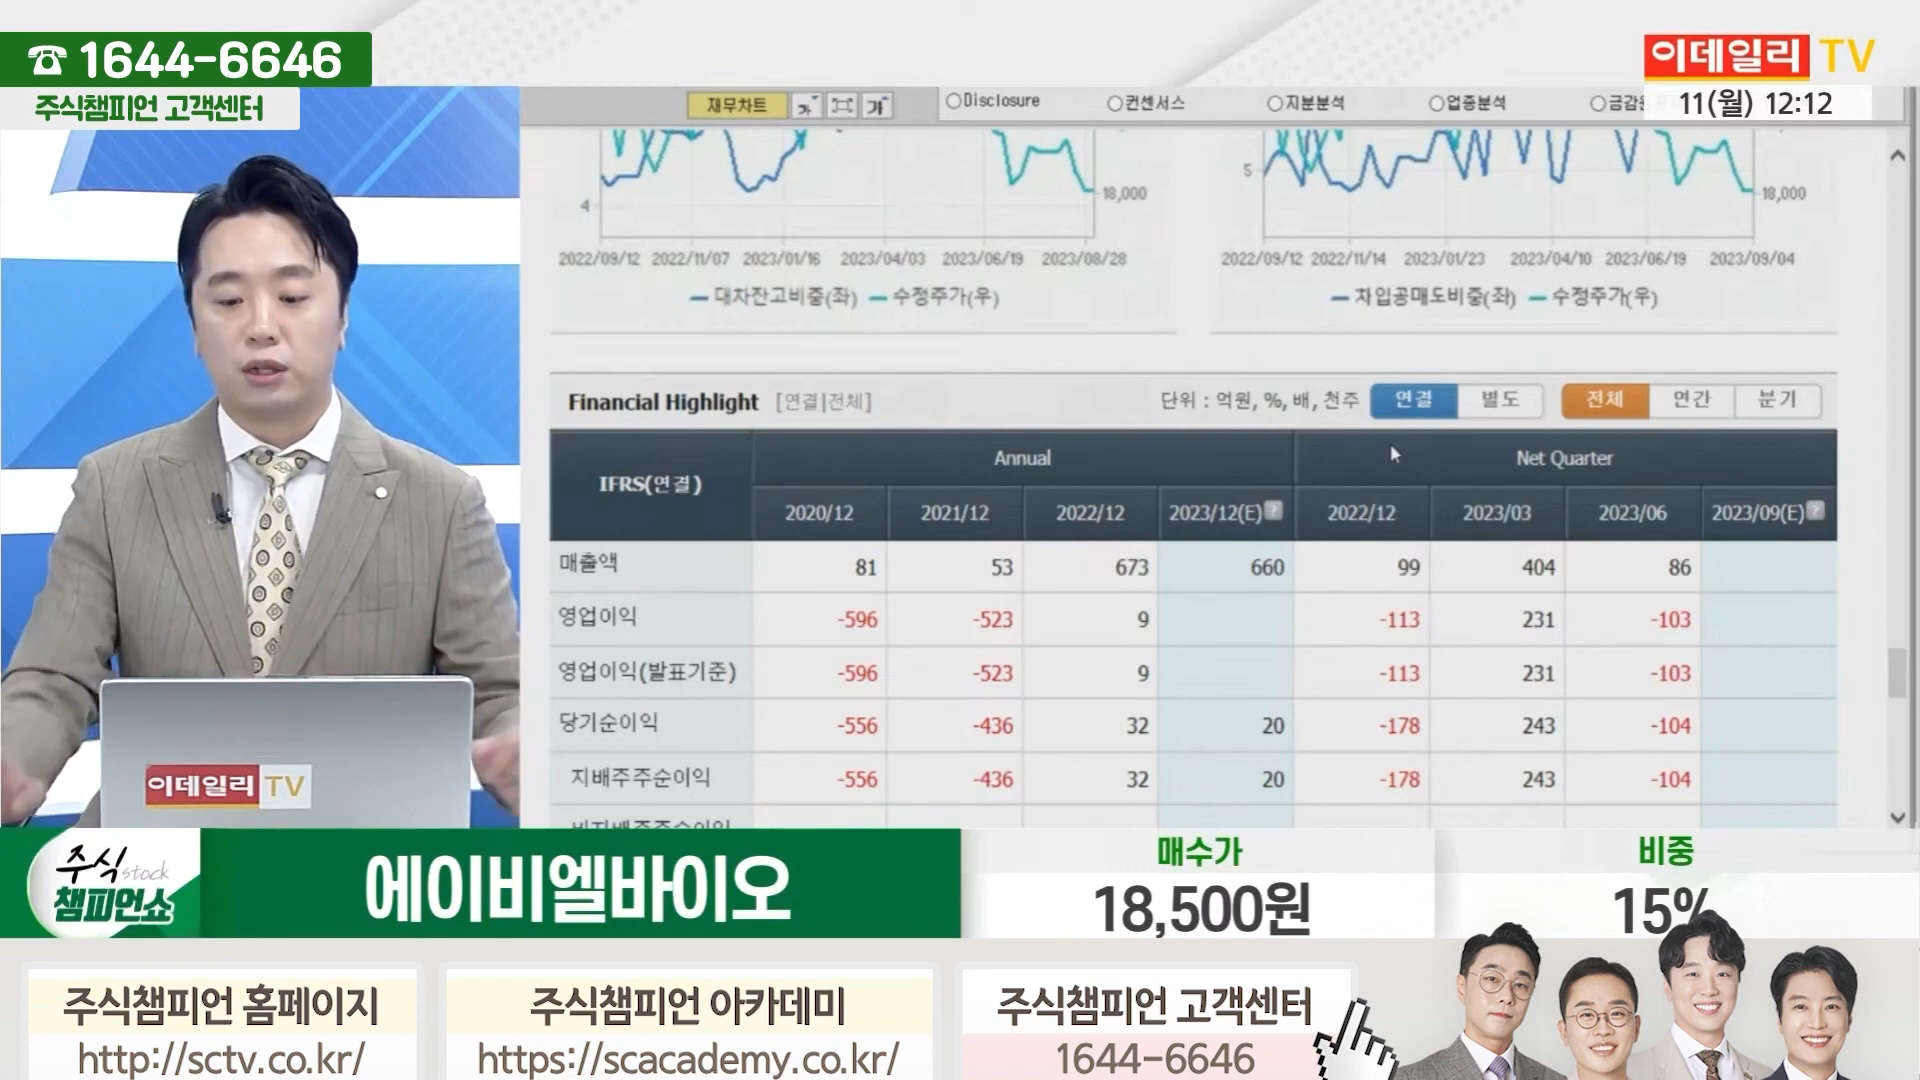 ☎ 1644-6646
주식챔피언 고객센터
이데일리 TV
11(월) 12:12
재무차트
Disclosure 컨센서스 지분분석 업종분석 금감원
4 18,000
2022/09/12 2022/11/07 2023/01/16 2023/04/03 2023/06/19 2023/08/28
대차잔고비중(좌) 수정주가(우)
5 18,000
2022/09/12 2022/11/14 2023/01/23 2023/04/10 2023/06/19 2023/09/04
차입공매도비중(좌) 수정주가(우)
Financial Highlight [연결|전체] 단위 : 억원, %, 배, 천주 연결 별도 전체 연간 분기
IFRS(연결) Annual Net Quarter
2020/12 2021/12 2022/12 2023/12(E) 2022/12 2023/03 2023/06 2023/09(E)
매출액 81 53 673 660 99 404 86
영업이익 -596 -523 9 -113 231 -103
영업이익(발표기준) -596 -523 9 -113 231 -103
당기순이익 -556 -436 32 20 -178 243 -104
지배주주순이익 -556 -436 32 20 -178 243 -104
이데일리 TV
주식 stock
챔피언쇼
에이비엘바이오
매수가
18,500원
비중
15%
주식챔피언 홈페이지
http://sctv.co.kr/
주식챔피언 아카데미
https://scacademy.co.kr/
주식챔피언 고객센터
1644-6646